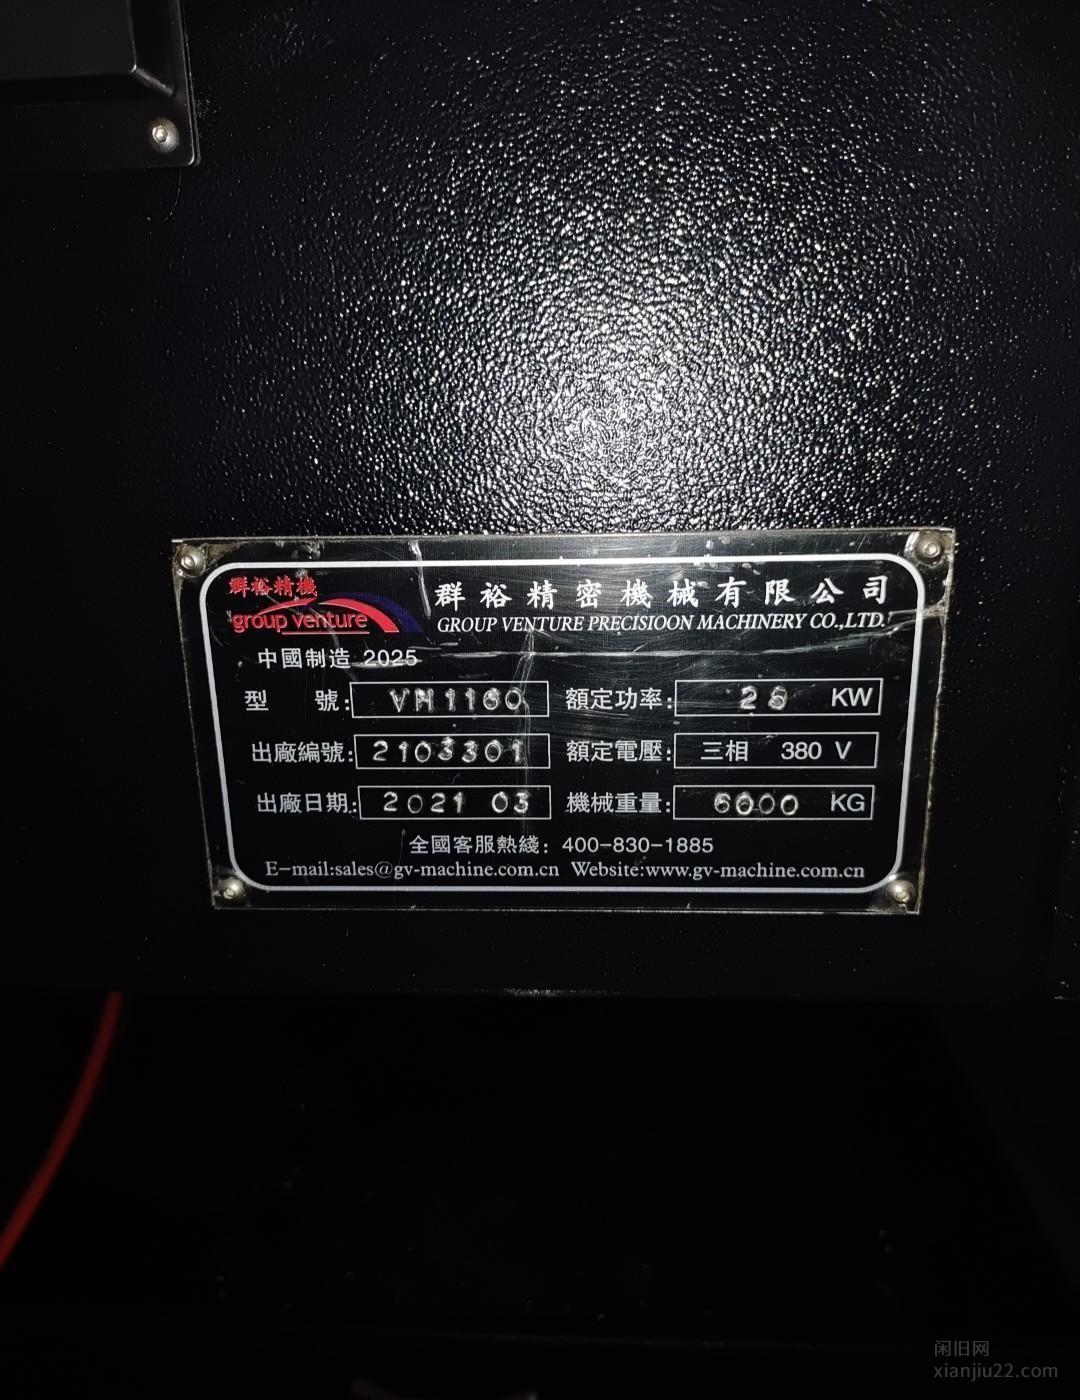 群裕精機
group venture
群裕精密機械有限公司
GROUP VENTURE PRECISIOON MACHINERY CO.,LTD.
中國制造 2025
型 號: VH1160 額定功率: 25 KW
出廠編號: 2103301 額定電壓: 三相 380 V
出廠日期: 2021 03 機械重量: 6000 KG
全國客服熱綫: 400-830-1885
E-mail:sales@gv-machine.com.cn Website:www.gv-machine.com.cn
闲旧网
xianjiu22.com